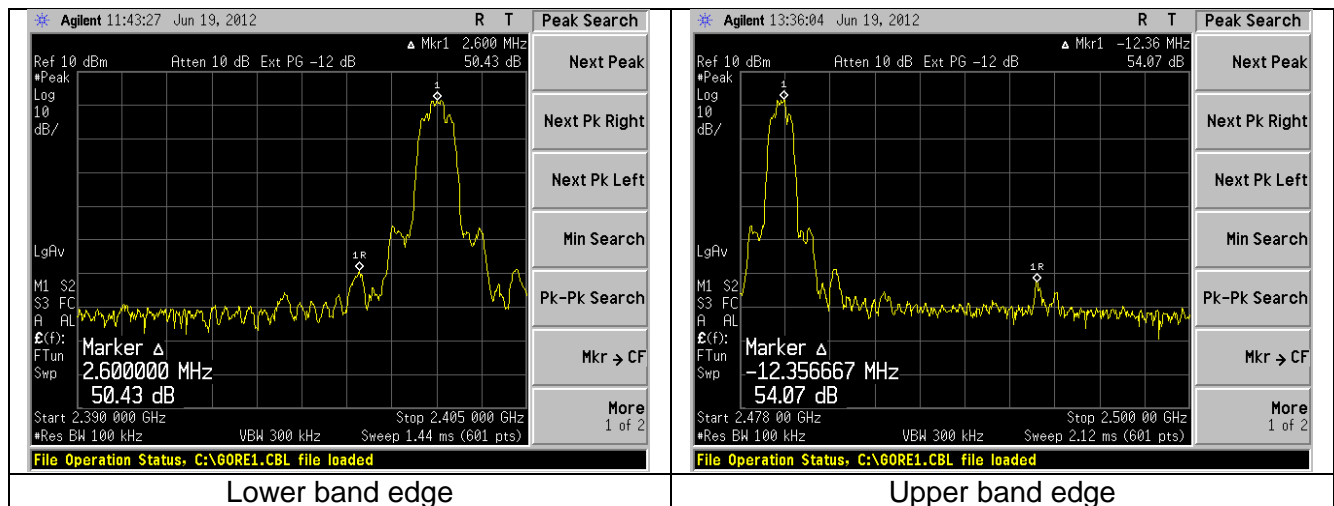 Agilent 11:43:27 Jun 19, 2012 R T Peak Search
Δ Mkr1 2.600 MHz
Ref 10 dBm Atten 10 dB Ext PG -12 dB 50.43 dB
#Peak
Log
10
dB/
1
1R
LgAv
M1 S2
S3 FC
A AL
£(f):
FTun
Swp
Marker Δ
2.600000 MHz
50.43 dB
Start 2.390 000 GHz Stop 2.405 000 GHz
#Res BW 100 kHz VBW 300 kHz Sweep 1.44 ms (601 pts)
File Operation Status, C:\GORE1.CBL file loaded
Next Peak
Next Pk Right
Next Pk Left
Min Search
Pk-Pk Search
Mkr → CF
More
1 of 2
Lower band edge
Agilent 13:36:04 Jun 19, 2012 R T Peak Search
Δ Mkr1 -12.36 MHz
Ref 10 dBm Atten 10 dB Ext PG -12 dB 54.07 dB
#Peak
Log
10
dB/
1
1R
LgAv
M1 S2
S3 FC
A AL
£(f):
FTun
Swp
Marker Δ
-12.356667 MHz
54.07 dB
Start 2.478 00 GHz Stop 2.500 00 GHz
#Res BW 100 kHz VBW 300 kHz Sweep 2.12 ms (601 pts)
File Operation Status, C:\GORE1.CBL file loaded
Next Peak
Next Pk Right
Next Pk Left
Min Search
Pk-Pk Search
Mkr → CF
More
1 of 2
Upper band edge